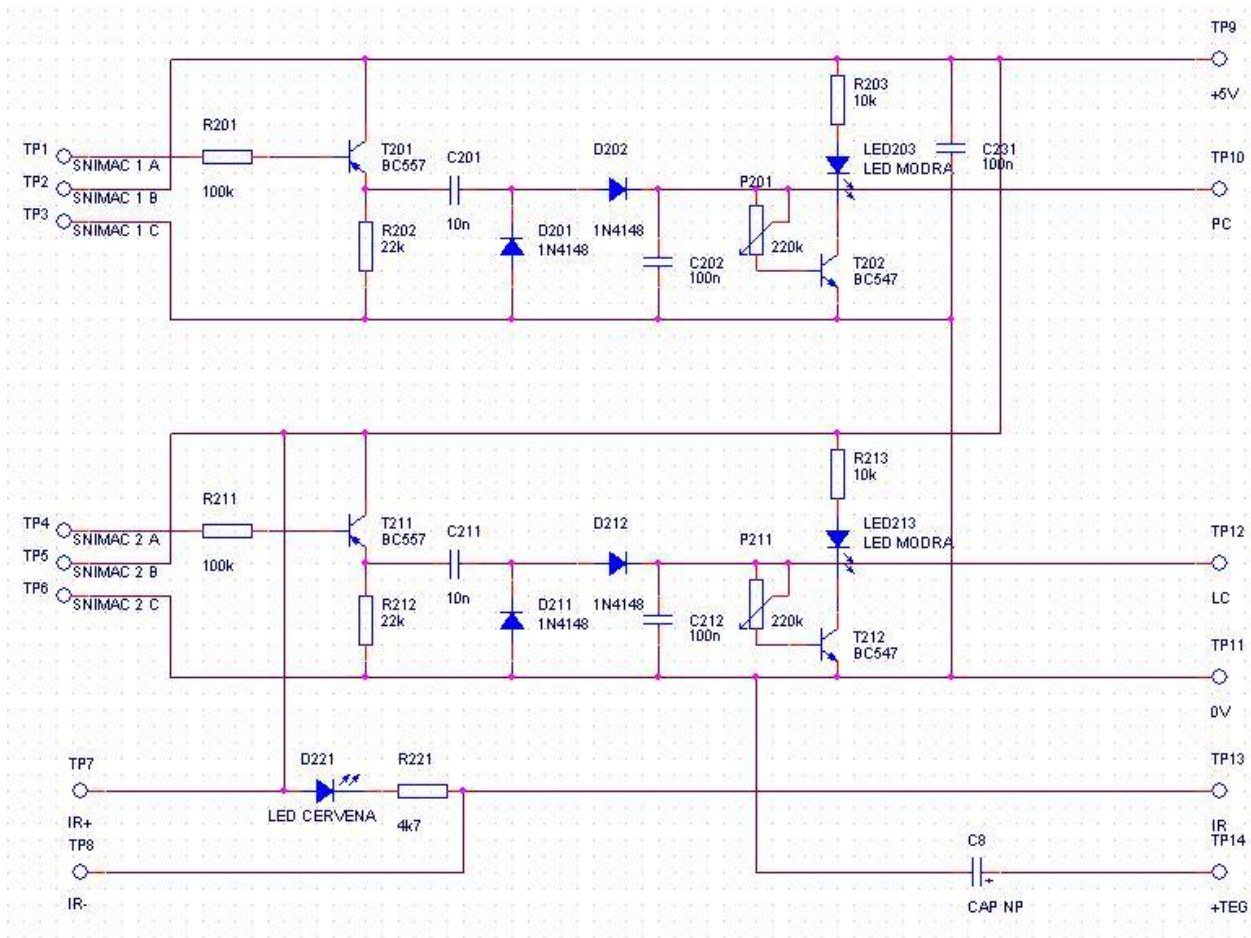 TP9
+5V
R203
10k
R201
TP1
SNIMAC 1 A
TP2
SNIMAC 1 B
TP3
SNIMAC 1 C
100k
T201
BC557
C201
10n
D202
1N4148
LED203
LED MODRA
C231
100n
TP10
PC
P201
220k
R202
22k
D201
1N4148
C202
100n
T202
BC547
R213
10k
R211
TP4
SNIMAC 2 A
TP5
SNIMAC 2 B
TP6
SNIMAC 2 C
100k
T211
BC557
C211
10n
D212
1N4148
P211
220k
LED213
LED MODRA
TP12
LC
R212
22k
D211
1N4148
C212
100n
T212
BC547
TP11
0V
TP7
IR+
D221
LED CERVENA
R221
4k7
TP13
IR
TP8
IR-
C8
+
CAP NP
TP14
+TEG